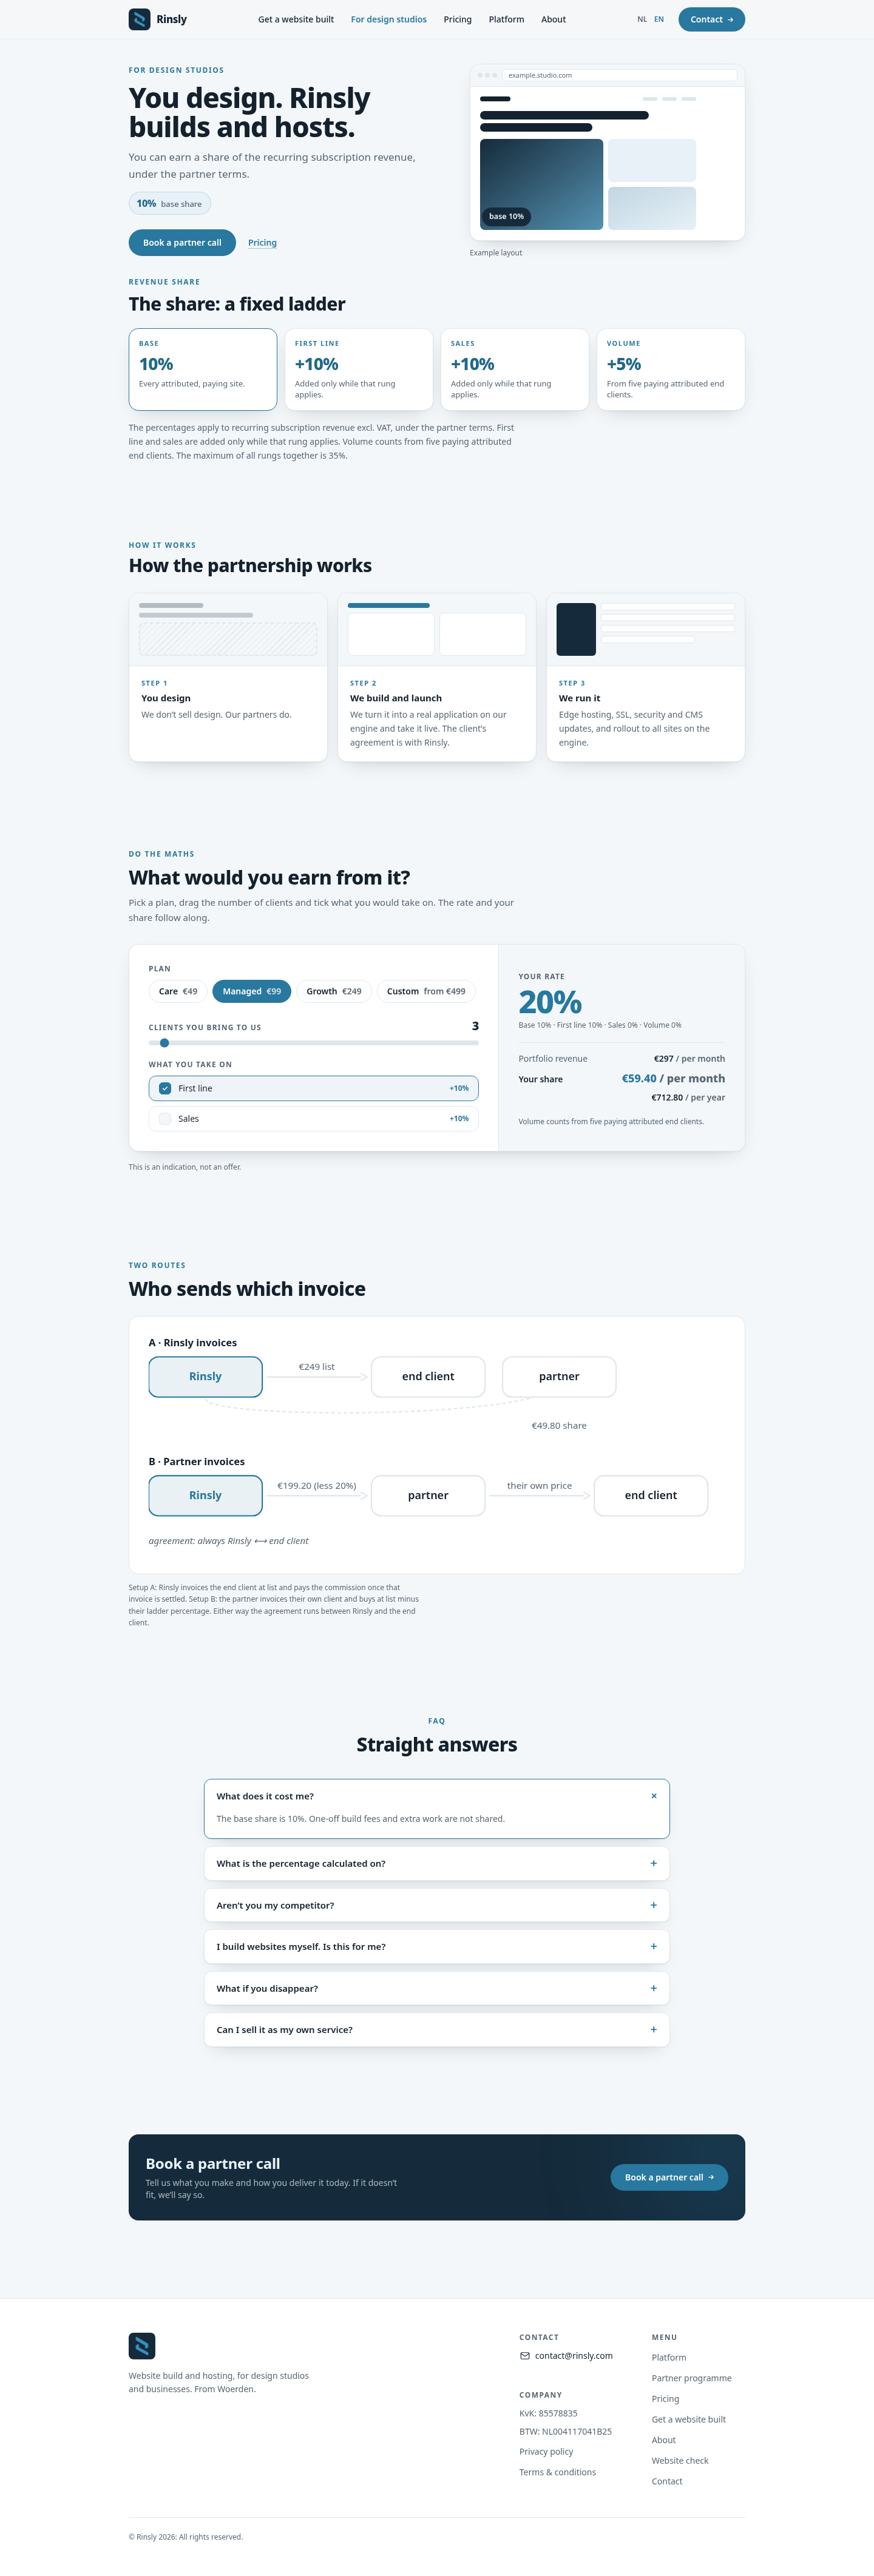 Rinsly
Get a website built
For design studios
Pricing
Platform
About
NL EN
Contact →
FOR DESIGN STUDIOS
You design. Rinsly
builds and hosts.
You can earn a share of the recurring subscription revenue,
under the partner terms.
10% base share
Book a partner call
Pricing
example.studio.com
base 10%
Example layout
REVENUE SHARE
The share: a fixed ladder
BASE
10%
Every attributed, paying site.
FIRST LINE
+10%
Added only while that rung
applies.
SALES
+10%
Added only while that rung
applies.
VOLUME
+5%
From five paying attributed end
clients.
The percentages apply to recurring subscription revenue excl. VAT, under the partner terms. First
line and sales are added only while that rung applies. Volume counts from five paying attributed
end clients. The maximum of all rungs together is 35%.
HOW IT WORKS
How the partnership works
STEP 1
You design
We don't sell design. Our partners do.
STEP 2
We build and launch
We turn it into a real application on our
engine and take it live. The client's
agreement is with Rinsly.
STEP 3
We run it
Edge hosting, SSL, security and CMS
updates, and rollout to all sites on the
engine.
DO THE MATHS
What would you earn from it?
Pick a plan, drag the number of clients and tick what you would take on. The rate and your
share follow along.
PLAN
Care €49
Managed €99
Growth €249
Custom from €499
CLIENTS YOU BRING TO US
3
WHAT YOU TAKE ON
First line
+10%
Sales
+10%
YOUR RATE
20%
Base 10% · First line 10% · Sales 0% · Volume 0%
Portfolio revenue
€297 / per month
Your share
€59.40 / per month
€712.80 / per year
Volume counts from five paying attributed end clients.
This is an indication, not an offer.
TWO ROUTES
Who sends which invoice
A · Rinsly invoices
Rinsly
€249 list
end client
partner
€49.80 share
B · Partner invoices
Rinsly
€199.20 (less 20%)
partner
their own price
end client
agreement: always Rinsly ⟷ end client
Setup A: Rinsly invoices the end client at list and pays the commission once that
invoice is settled. Setup B: the partner invoices their own client and buys at list minus
their ladder percentage. Either way the agreement runs between Rinsly and the end
client.
FAQ
Straight answers
What does it cost me?
The base share is 10%. One-off build fees and extra work are not shared.
What is the percentage calculated on?
Aren't you my competitor?
I build websites myself. Is this for me?
What if you disappear?
Can I sell it as my own service?
Book a partner call
Tell us what you make and how you deliver it today. If it doesn't
fit, we'll say so.
Book a partner call →
Website build and hosting, for design studios
and businesses. From Woerden.
CONTACT
contact@rinsly.com
COMPANY
KvK: 85578835
BTW: NL004117041B25
Privacy policy
Terms & conditions
MENU
Platform
Partner programme
Pricing
Get a website built
About
Website check
Contact
© Rinsly 2026: All rights reserved.